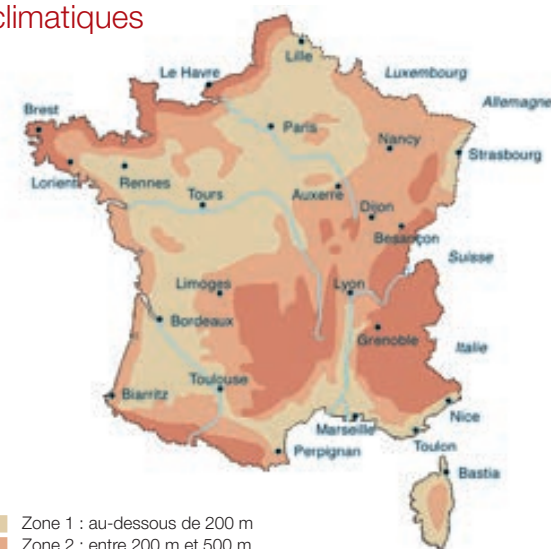 climatiques
Lille
Le Havre
Luxembourg
Allemagne
Brest
Paris
Nancy
Strasbourg
Lorient
Rennes
Tours
Auxerre
Dijon
Besançon
Suisse
Limoges
Lyon
Bordeaux
Grenoble
Italie
Toulouse
Biarritz
Nice
Marseille
Toulon
Perpignan
Bastia
Zone 1 : au-dessous de 200 m
Zone 2 : entre 200 m et 500 m